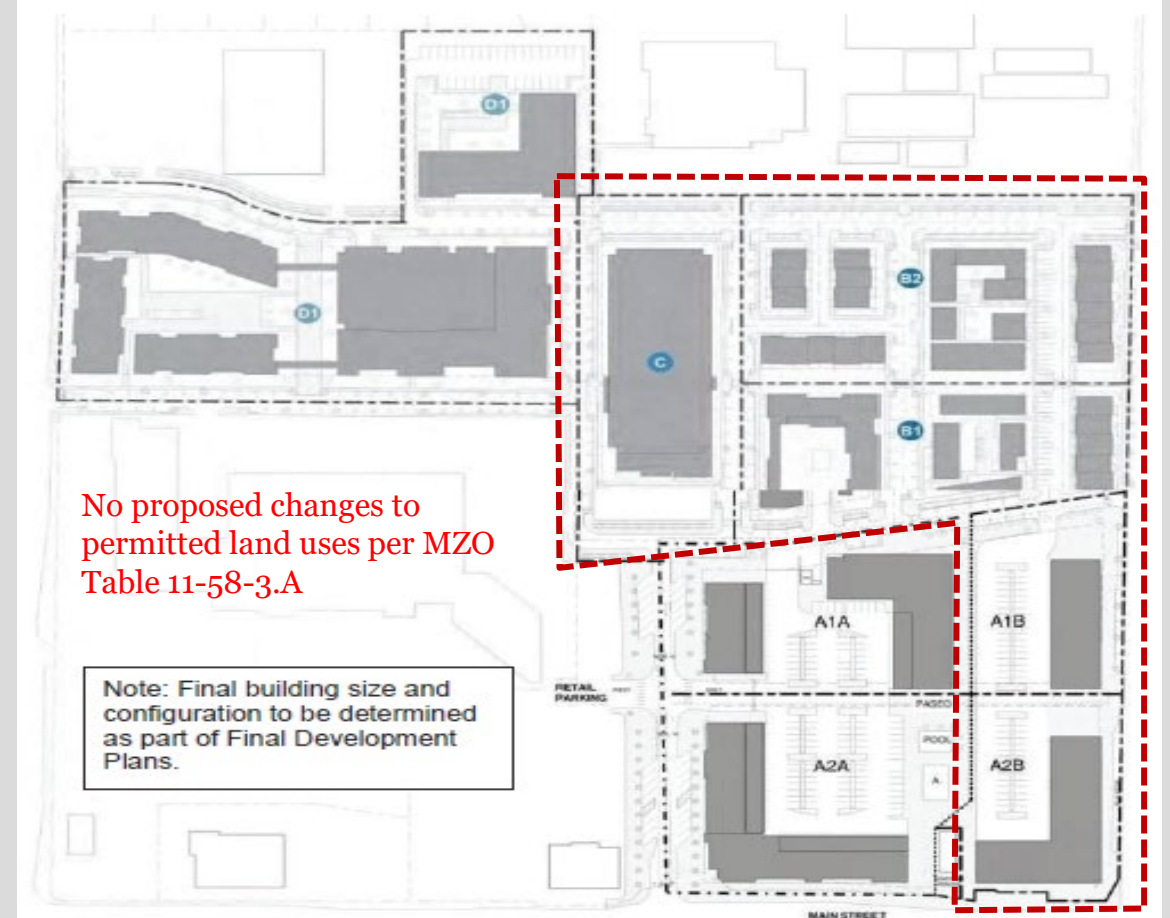 D1
D1
B2
C
B1
No proposed changes to
permitted land uses per MZO
Table 11-58-3.A
A1A
A1B
Note: Final building size and
configuration to be determined
as part of Final Development
Plans.
RETAIL
PARKING
PASEO
POOL
A2A
A2B
A
MAIN STREET